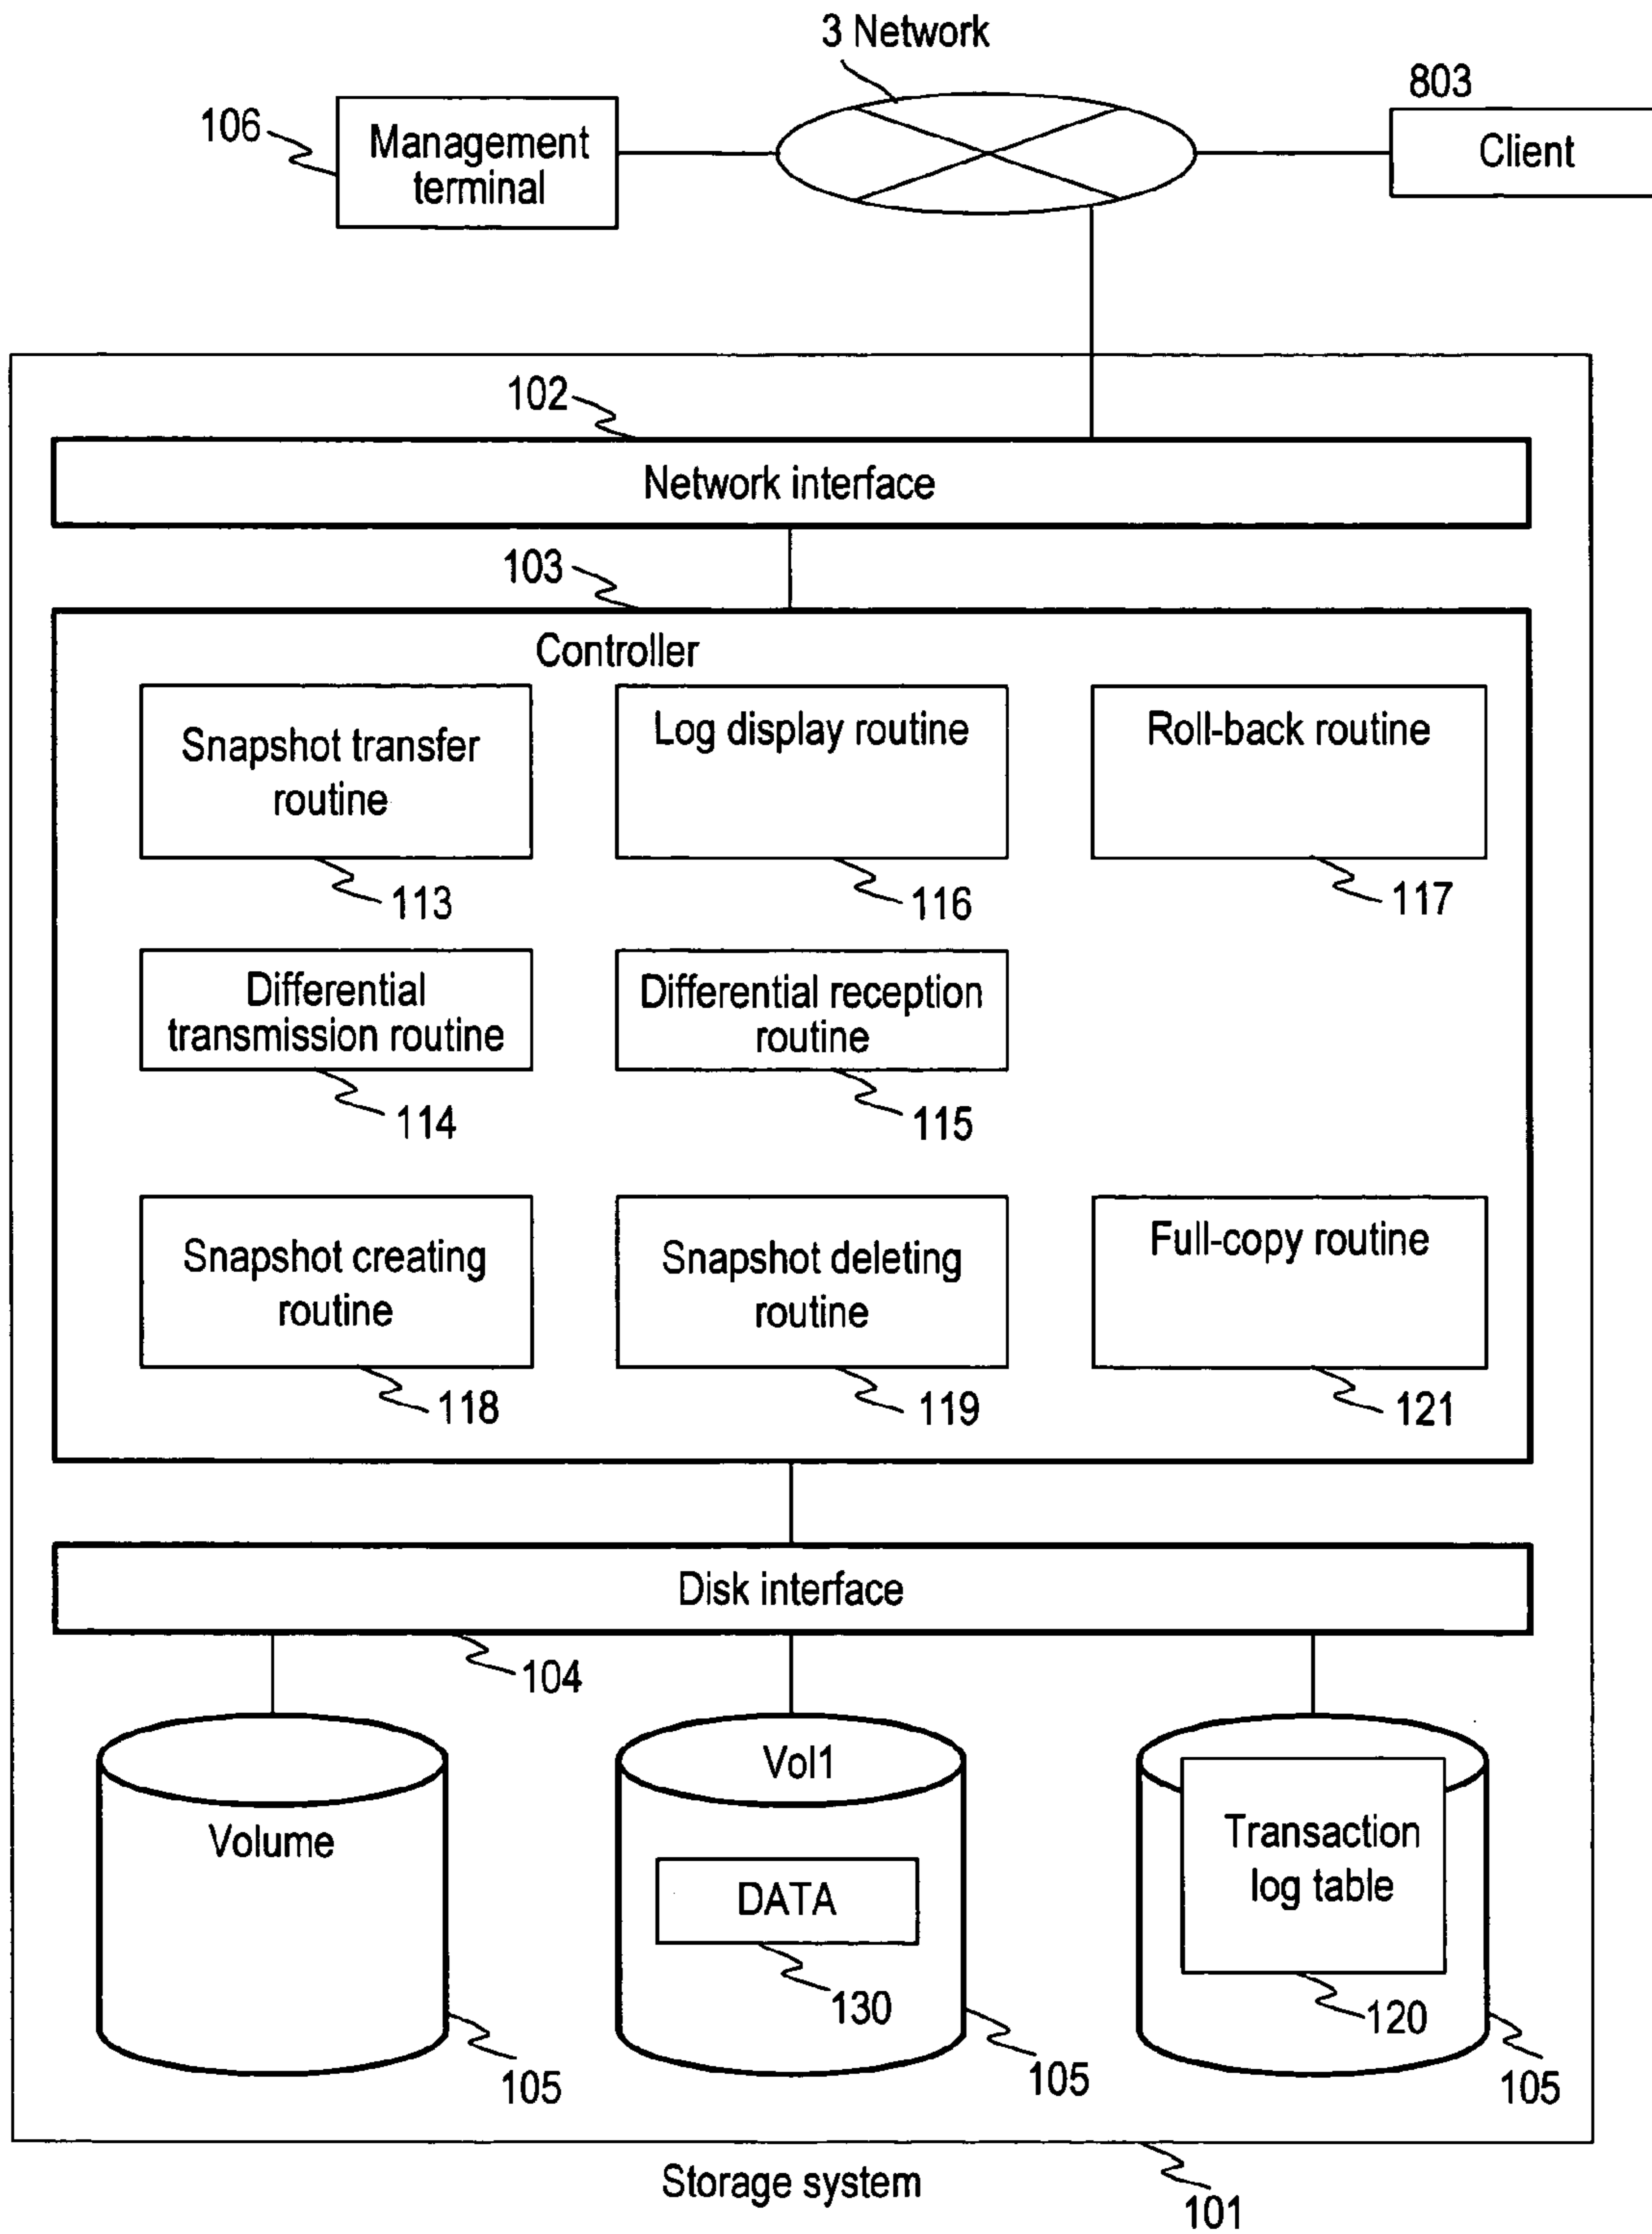 3 Network
803
106
Management
terminal
Client
102
Network interface
103
Controller
Snapshot transfer
routine
Log display routine
Roll-back routine
113
116
117
Differential
transmission routine
Differential reception
routine
114
115
Snapshot creating
routine
Snapshot deleting
routine
Full-copy routine
118
119
121
Disk interface
104
Volume
Vol1
DATA
130
Transaction
log table
120
105
105
105
Storage system
101